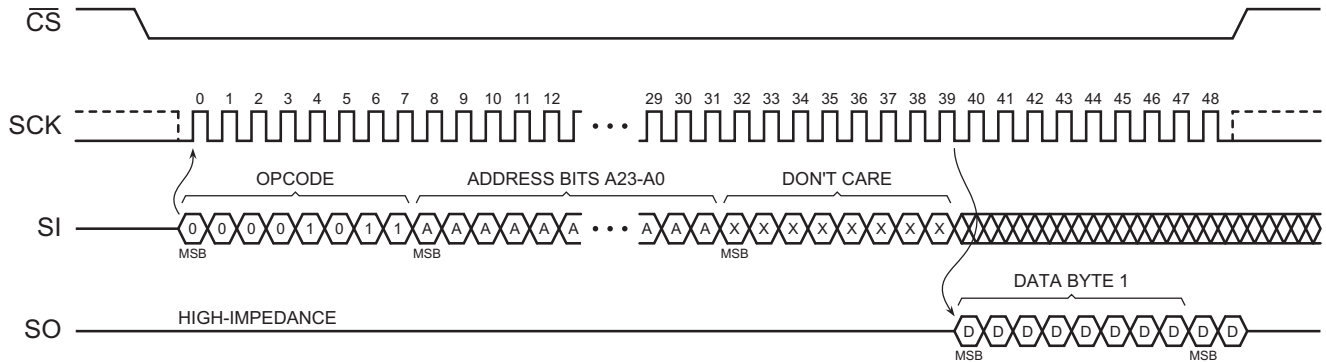 CS
SCK
0 1 2 3 4 5 6 7 8 9 10 11 12 29 30 31 32 33 34 35 36 37 38 39 40 41 42 43 44 45 46 47 48
OPCODE ADDRESS BITS A23-A0 DON'T CARE
SI
0 0 0 0 1 0 1 1 A A A A A A A A A X X X X X X X X
MSB MSB MSB
DATA BYTE 1
HIGH-IMPEDANCE
SO
D D D D D D D D D D
MSB MSB